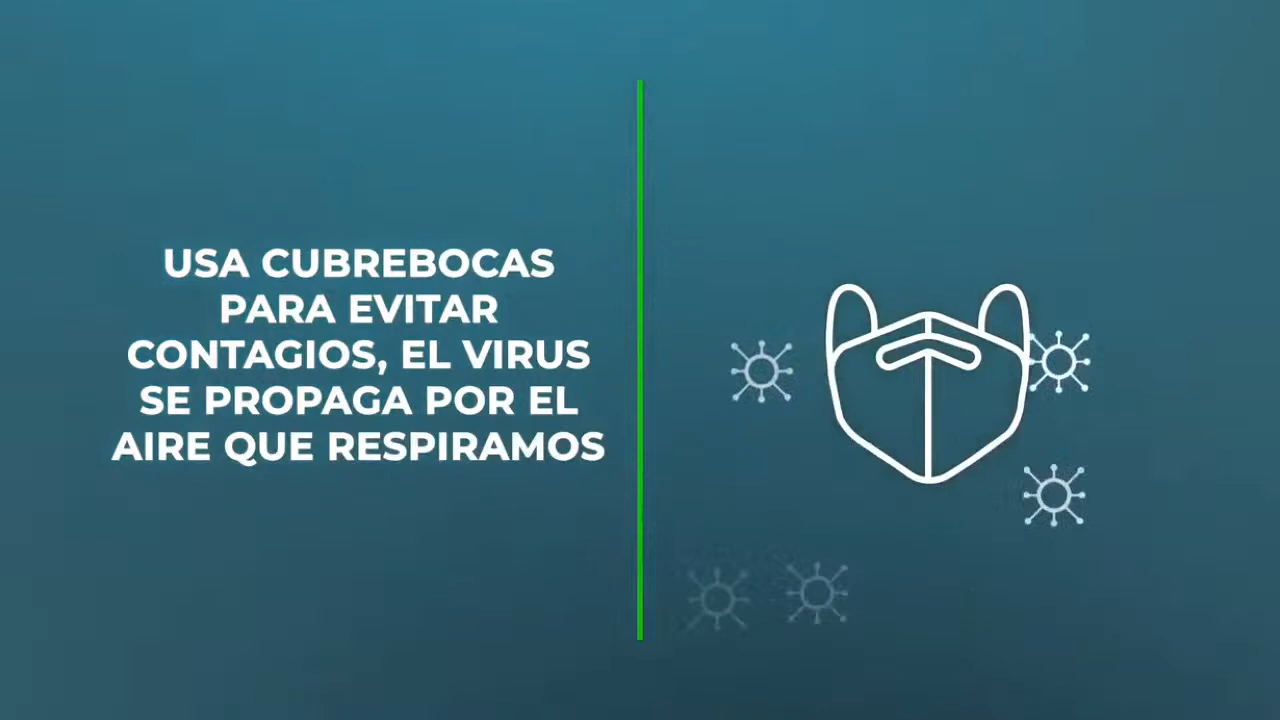 USA CUBREBOCAS
PARA EVITAR
CONTAGIOS, EL VIRUS
SE PROPAGA POR EL
AIRE QUE RESPIRAMOS